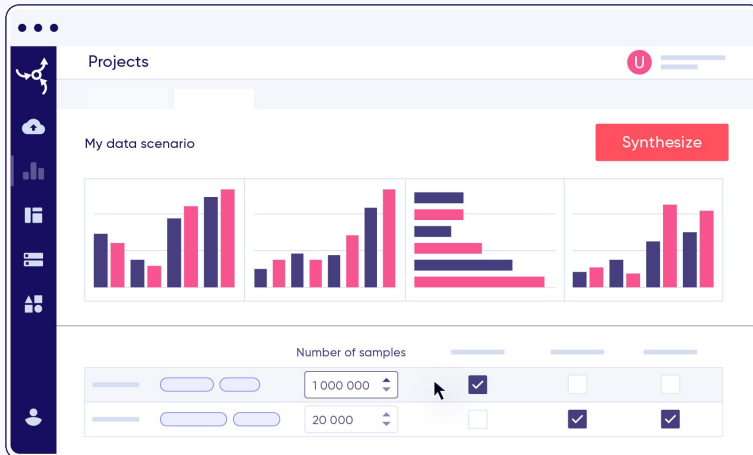 Projects
U
My data scenario
Synthesize
Number of samples
1 000 000
20 000